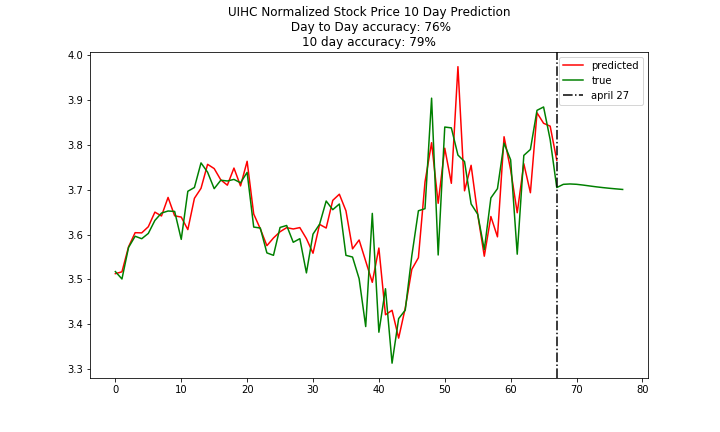 UIHC Normalized Stock Price 10 Day Prediction
Day to Day accuracy: 76%
10 day accuracy: 79%
4.0
3.9
3.8
3.7
3.6
3.5
3.4
3.3
predicted
true
april 27
0 10 20 30 40 50 60 70 80